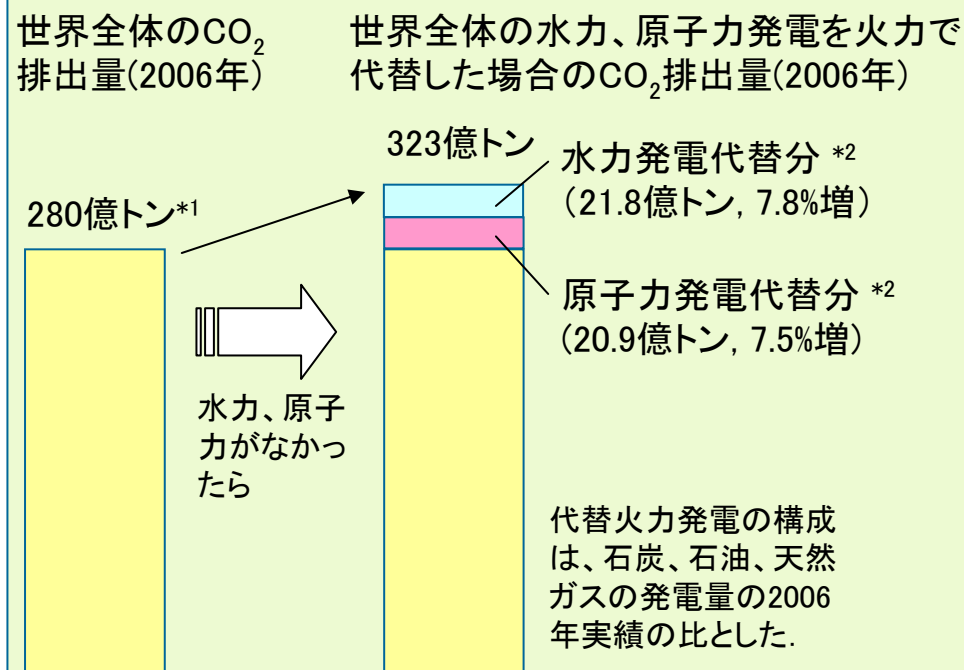 世界全体のCO2
排出量(2006年)
世界全体の水力、原子力発電を火力で
代替した場合のCO2排出量(2006年)
280億トン*1
323億トン
水力発電代替分 *2
(21.8億トン, 7.8%増)
原子力発電代替分 *2
(20.9億トン, 7.5%増)
水力、原子
力がなかっ
たら
代替火力発電の構成
は、石炭、石油、天然
ガスの発電量の2006
年実績の比とした.